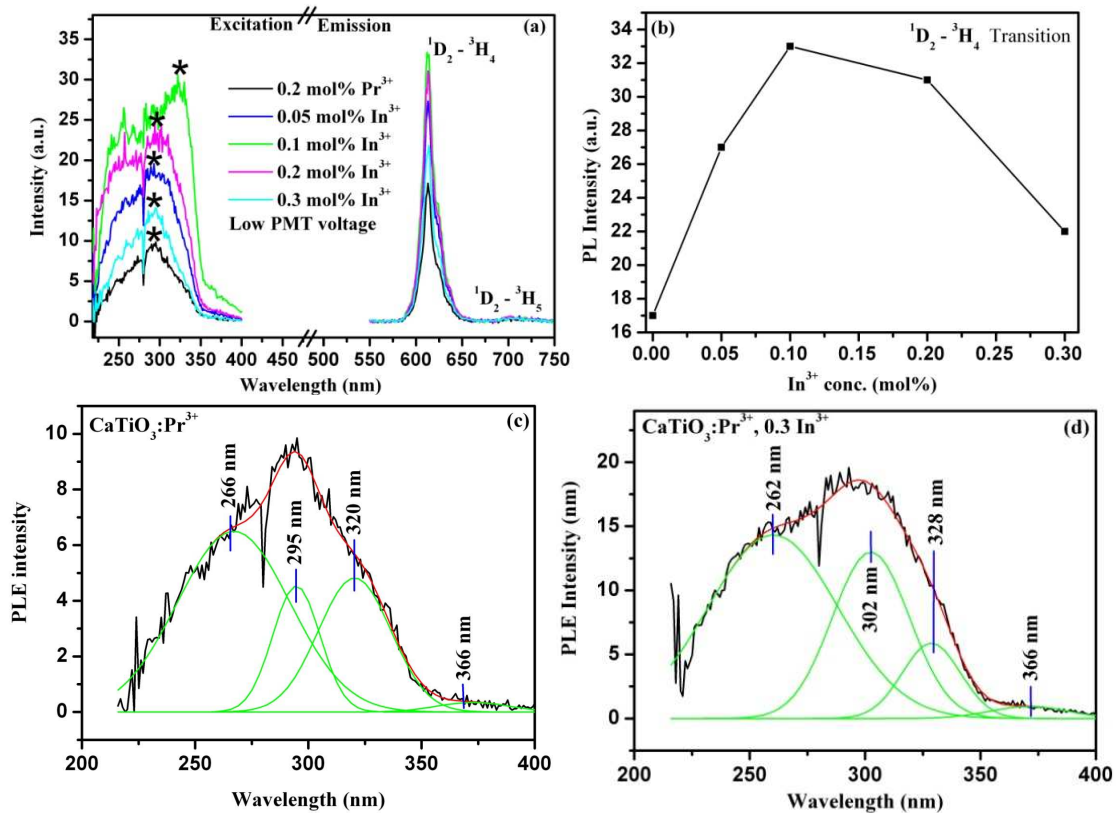 Excitation
Emission
(a)
¹D₂ - ³H₄
0.2 mol% Pr³⁺
0.05 mol% In³⁺
0.1 mol% In³⁺
0.2 mol% In³⁺
0.3 mol% In³⁺
Low PMT voltage
*
*
*
*
*
¹D₂ - ³H₅
Intensity (a.u.)
35
30
25
20
15
10
5
0
250 300 350 400 450 500 550 600 650 700 750
Wavelength (nm)
(b)
¹D₂ - ³H₄ Transition
PL Intensity (a.u.)
34
32
30
28
26
24
22
20
18
16
0.00 0.05 0.10 0.15 0.20 0.25 0.30
In³⁺ conc. (mol%)
CaTiO₃:Pr³⁺
(c)
266 nm
295 nm
320 nm
366 nm
PLE intensity
10
8
6
4
2
0
200 250 300 350 400
Wavelength (nm)
CaTiO₃:Pr³⁺, 0.3 In³⁺
(d)
262 nm
302 nm
328 nm
366 nm
PLE Intensity (nm)
20
15
10
5
0
200 250 300 350 400
Wavelength (nm)